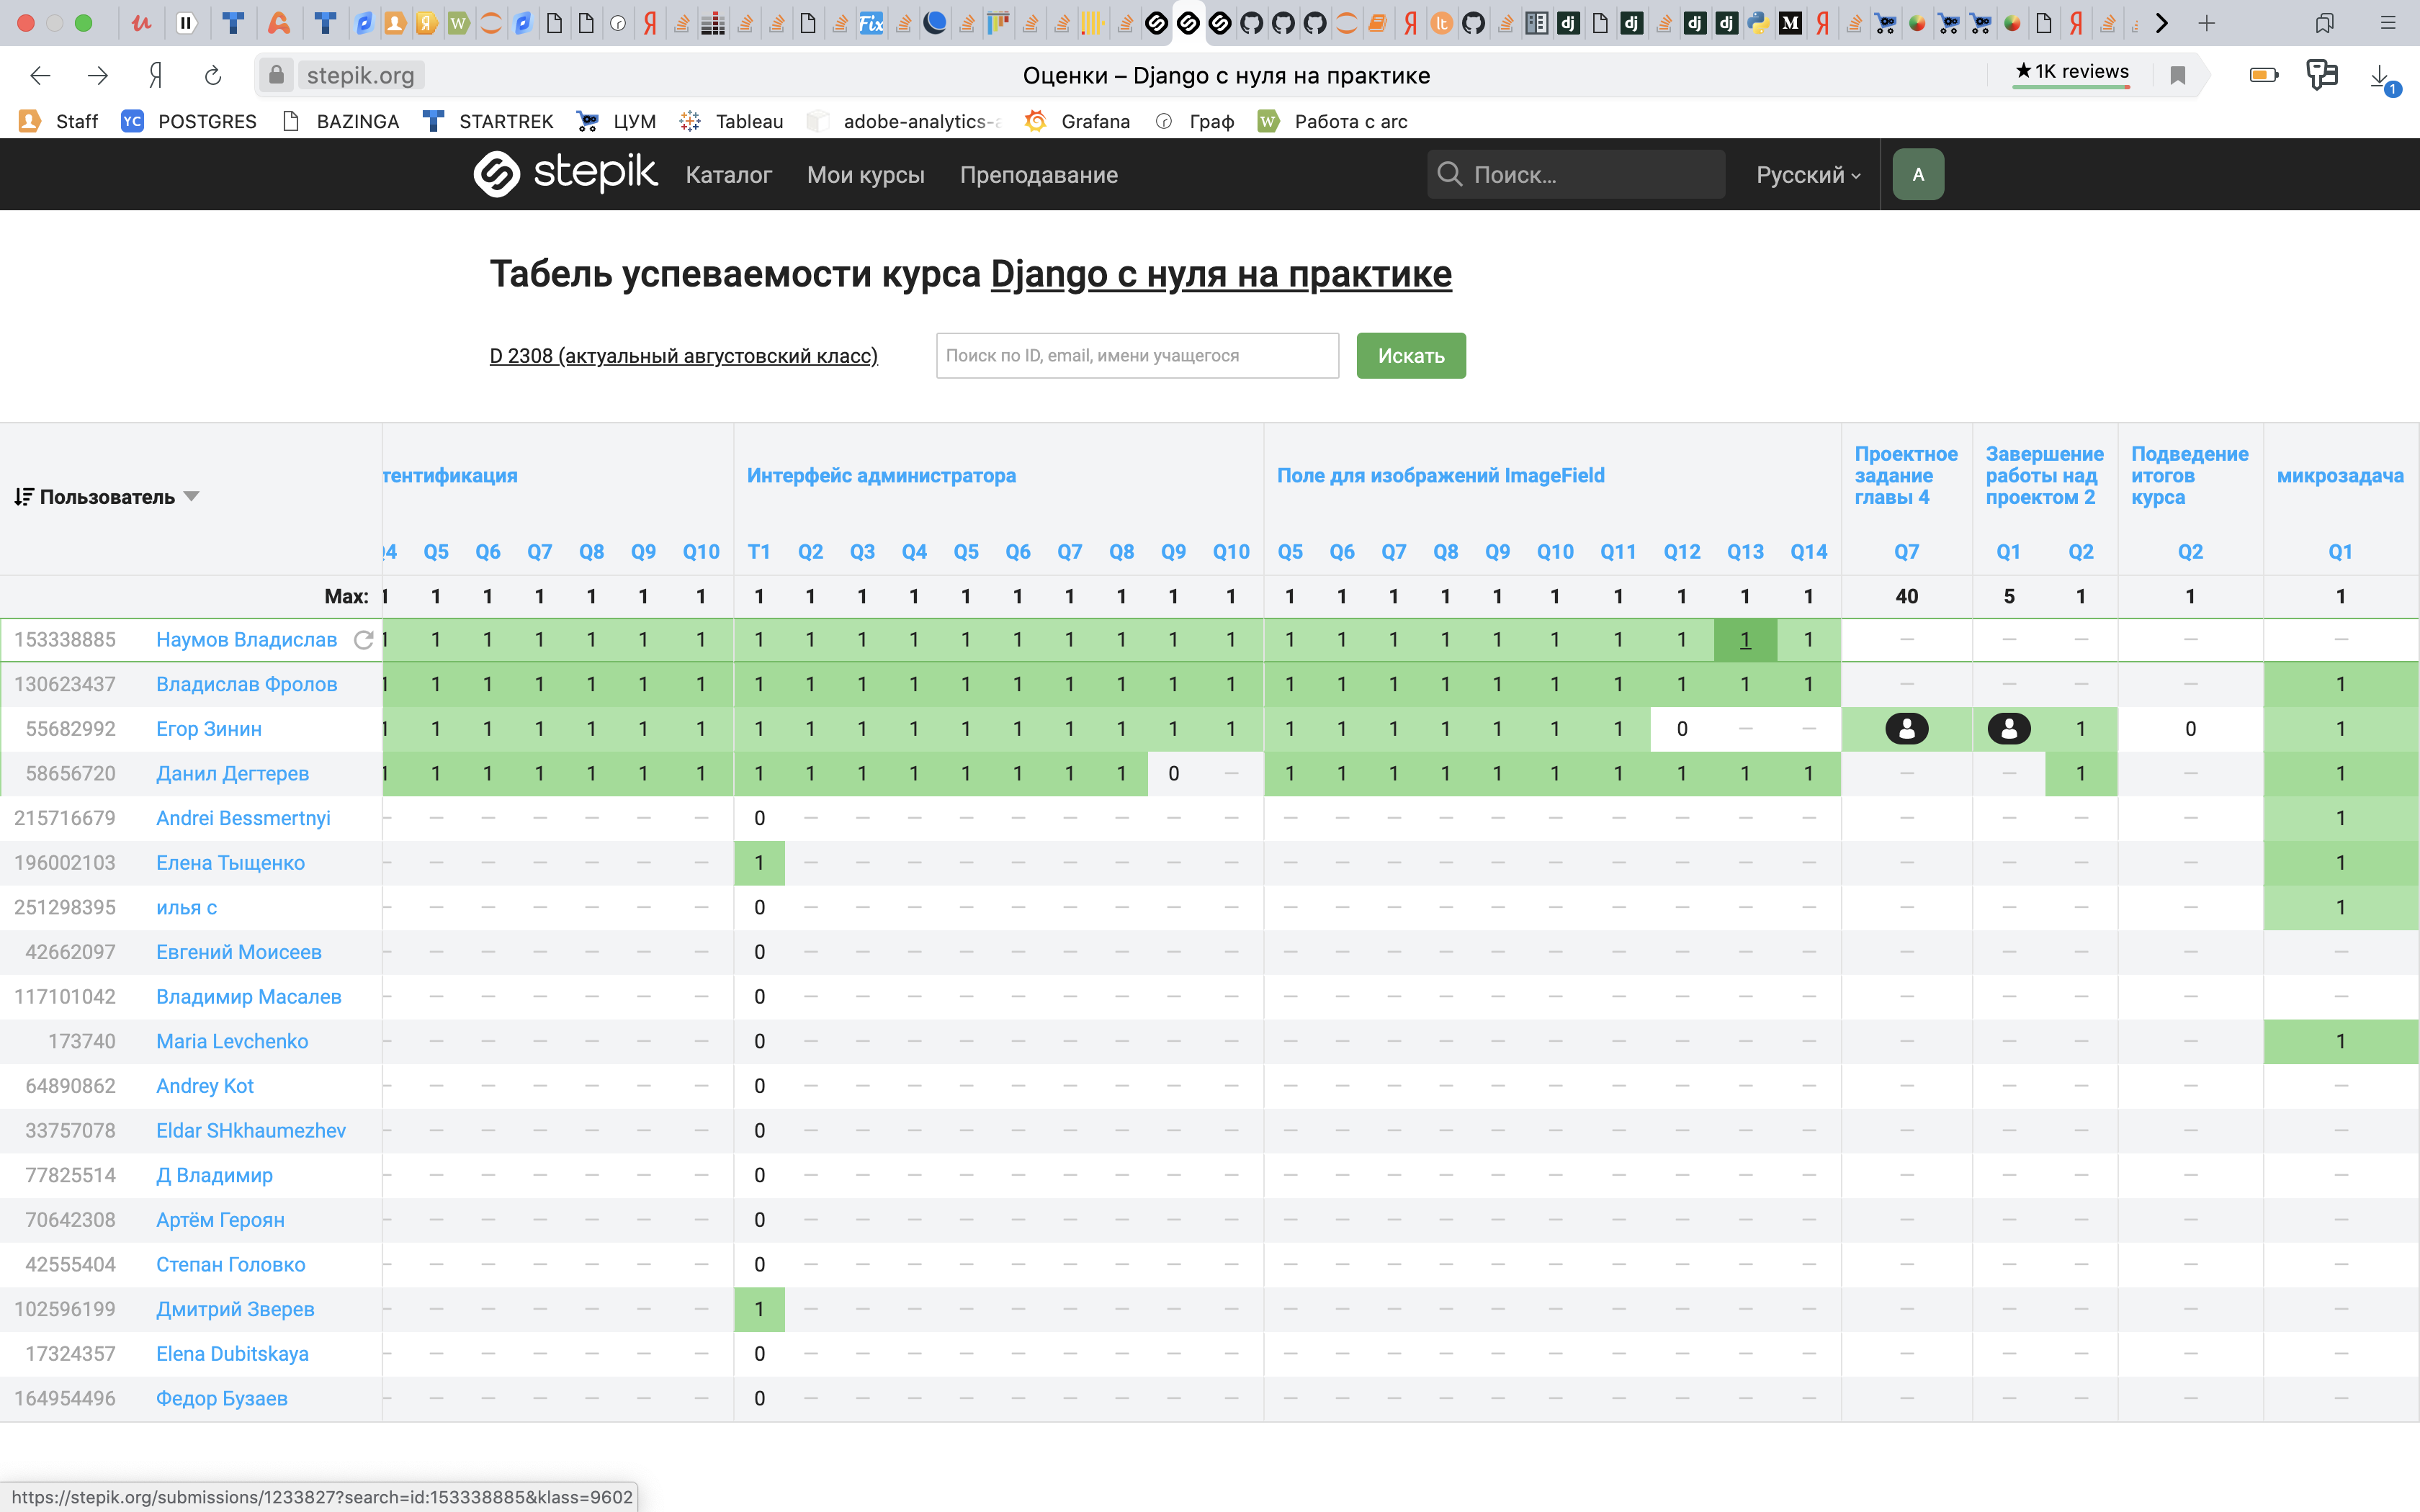 stepik.org
Оценки – Django с нуля на практике
★1K reviews
1
Staff
YC POSTGRES
BAZINGA
STARTREK
ЦУМ
Tableau
adobe-analytics-a
Grafana
Граф
W Работа с arc
stepik
Каталог
Мои курсы
Преподавание
Поиск...
Русский
A
Табель успеваемости курса Django с нуля на практике
D 2308 (актуальный августовский класс)
Поиск по ID, email, имени учащегося
Искать
Пользователь
тентификация
Интерфейс администратора
Поле для изображений ImageField
Проектное
задание
главы 4
Завершение
работы над
проектом 2
Подведение
итогов
курса
микрозадача
Q4 Q5 Q6 Q7 Q8 Q9 Q10 T1 Q2 Q3 Q4 Q5 Q6 Q7 Q8 Q9 Q10 Q5 Q6 Q7 Q8 Q9 Q10 Q11 Q12 Q13 Q14 Q7 Q1 Q2 Q2 Q1
Max: 1 1 1 1 1 1 1 1 1 1 1 1 1 1 1 1 1 1 1 1 1 1 1 1 1 1 1 40 5 1 1 1
153338885 Наумов Владислав 1 1 1 1 1 1 1 1 1 1 1 1 1 1 1 1 1 1 1 1 1 1 1 1 1 1 1 – – – – –
130623437 Владислав Фролов 1 1 1 1 1 1 1 1 1 1 1 1 1 1 1 1 1 1 1 1 1 1 1 1 1 1 1 – – – – 1
55682992 Егор Зинин 1 1 1 1 1 1 1 1 1 1 1 1 1 1 1 1 1 1 1 1 1 1 1 1 0 – – 1 0 1
58656720 Данил Дегтерев 1 1 1 1 1 1 1 1 1 1 1 1 1 1 1 0 – 1 1 1 1 1 1 1 1 1 1 – – 1 – 1
215716679 Andrei Bessmertnyi – – – – – – – 0 – – – – – – – – – – – – – – – – – – – – – – – 1
196002103 Елена Тыщенко – – – – – – – 1 – – – – – – – – – – – – – – – – – – – – – – – 1
251298395 илья с – – – – – – – 0 – – – – – – – – – – – – – – – – – – – – – – – 1
42662097 Евгений Моисеев – – – – – – – 0 – – – – – – – – – – – – – – – – – – – – – – – –
117101042 Владимир Масалев – – – – – – – 0 – – – – – – – – – – – – – – – – – – – – – – – –
173740 Maria Levchenko – – – – – – – 0 – – – – – – – – – – – – – – – – – – – – – – – 1
64890862 Andrey Kot – – – – – – – 0 – – – – – – – – – – – – – – – – – – – – – – – –
33757078 Eldar SHkhaumezhev – – – – – – – 0 – – – – – – – – – – – – – – – – – – – – – – – –
77825514 Д Владимир – – – – – – – 0 – – – – – – – – – – – – – – – – – – – – – – – –
70642308 Артём Героян – – – – – – – 0 – – – – – – – – – – – – – – – – – – – – – – – –
42555404 Степан Головко – – – – – – – 0 – – – – – – – – – – – – – – – – – – – – – – – –
102596199 Дмитрий Зверев – – – – – – – 1 – – – – – – – – – – – – – – – – – – – – – – – –
17324357 Elena Dubitskaya – – – – – – – 0 – – – – – – – – – – – – – – – – – – – – – – – –
164954496 Федор Бузаев – – – – – – – 0 – – – – – – – – – – – – – – – – – – – – – – – –
https://stepik.org/submissions/1233827?search=id:153338885&klass=9602